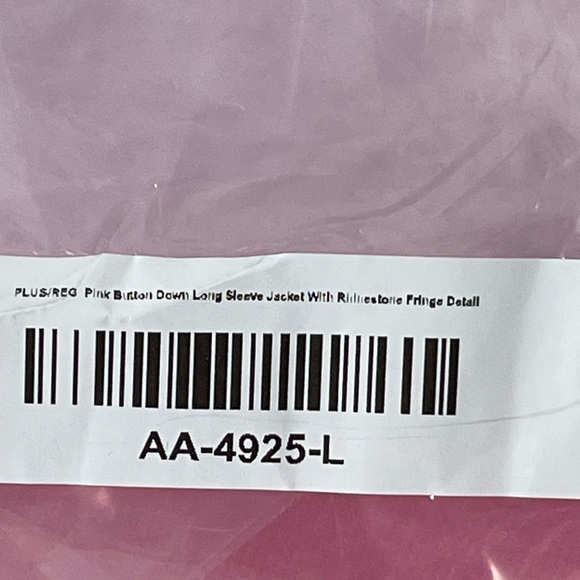 PLUS/REG Pink Button Down Long Sleeve Jacket With Rhinestone Fringe Detail
AA-4925-L